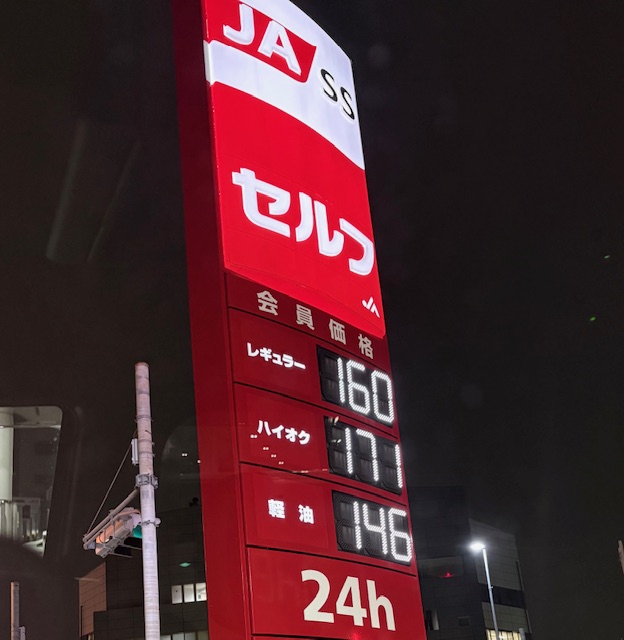 JA
SS
セルフ
JA
会員価格
レギュラー 160
ハイオク 171
軽油 146
24h